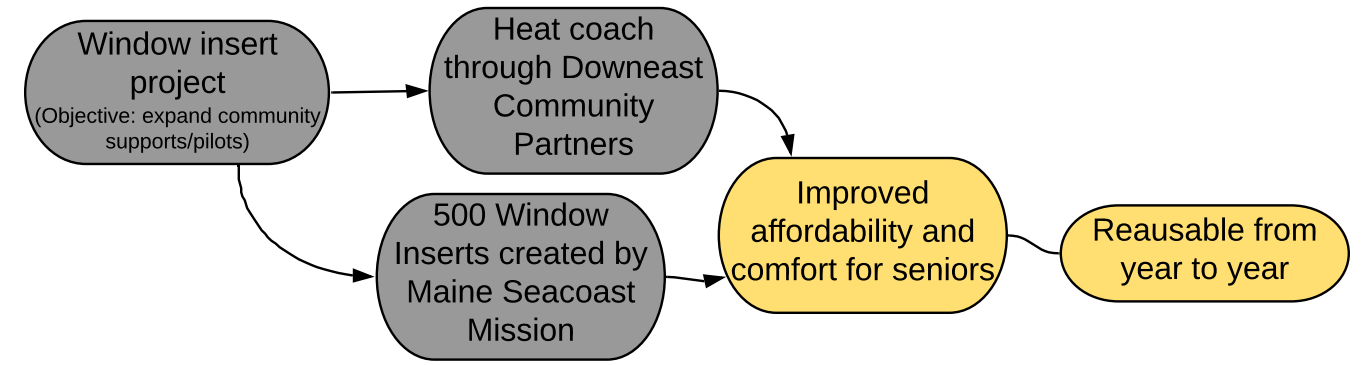 Window insert
project
(Objective: expand community
supports/pilots)
Heat coach
through Downeast
Community
Partners
500 Window
Inserts created by
Maine Seacoast
Mission
Improved
affordability and
comfort for seniors
Reausable from
year to year